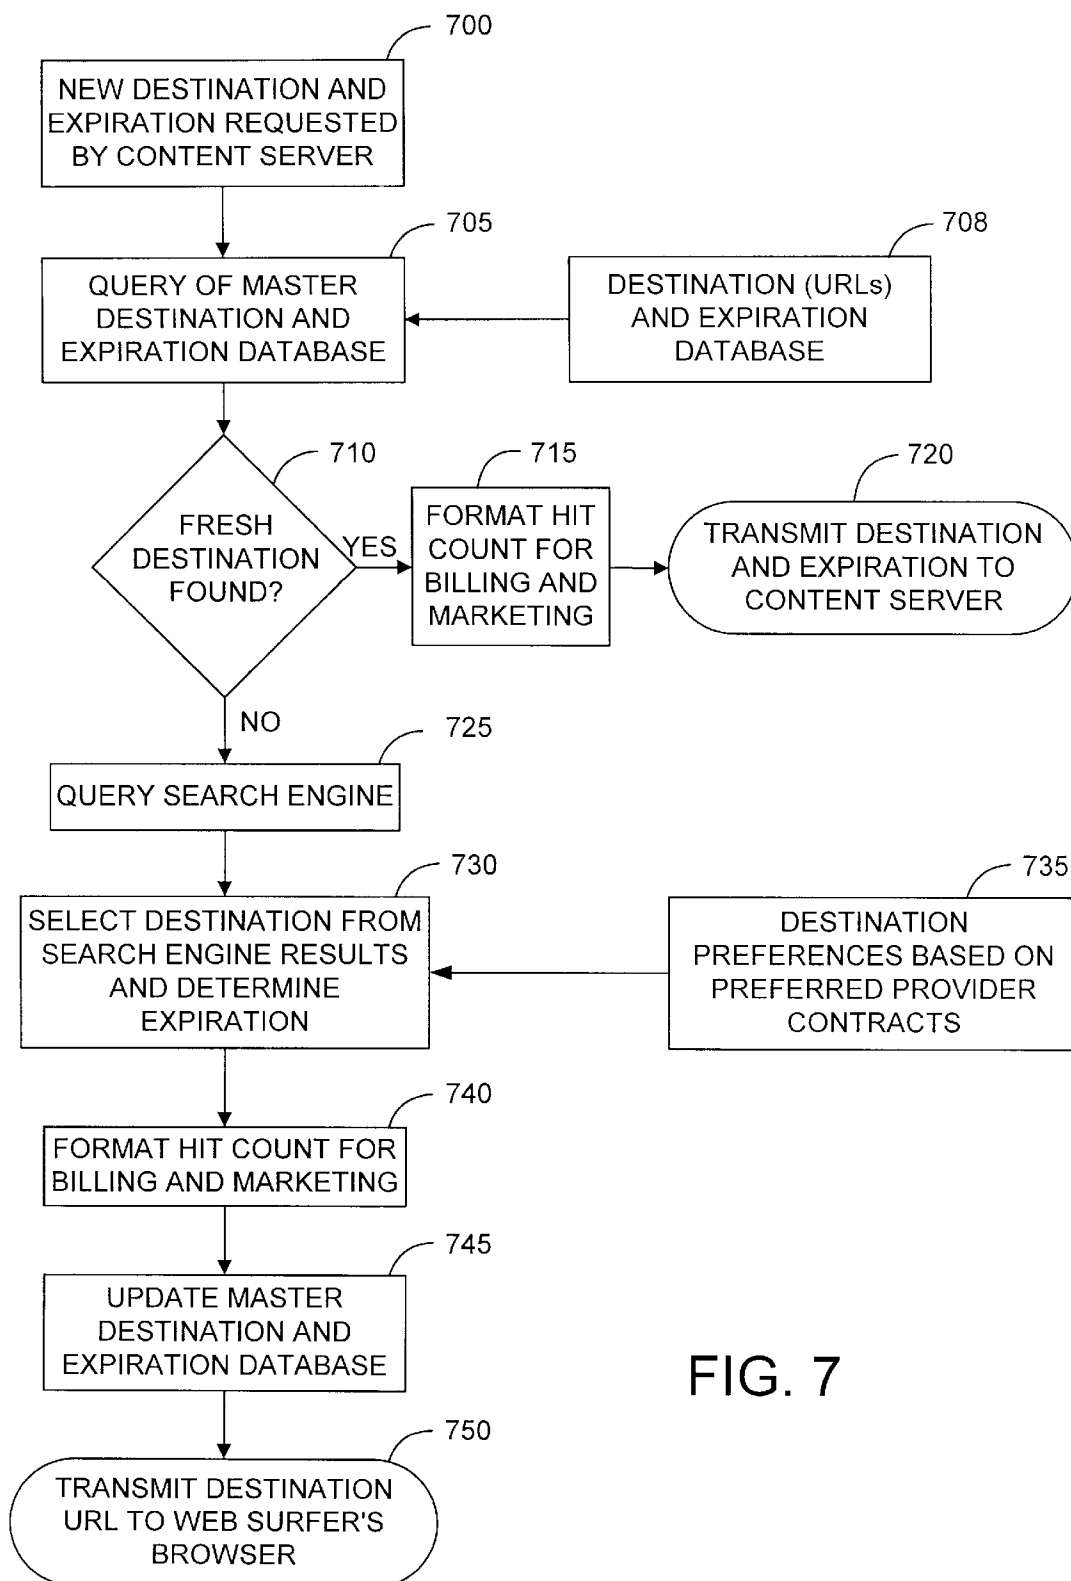 700
NEW DESTINATION AND
EXPIRATION REQUESTED
BY CONTENT SERVER
705
QUERY OF MASTER
DESTINATION AND
EXPIRATION DATABASE
708
DESTINATION (URLs)
AND EXPIRATION
DATABASE
710
FRESH
DESTINATION
FOUND?
YES
715
FORMAT HIT
COUNT FOR
BILLING AND
MARKETING
720
TRANSMIT DESTINATION
AND EXPIRATION TO
CONTENT SERVER
NO
725
QUERY SEARCH ENGINE
730
SELECT DESTINATION FROM
SEARCH ENGINE RESULTS
AND DETERMINE
EXPIRATION
735
DESTINATION
PREFERENCES BASED ON
PREFERRED PROVIDER
CONTRACTS
740
FORMAT HIT COUNT FOR
BILLING AND MARKETING
745
UPDATE MASTER
DESTINATION AND
EXPIRATION DATABASE
750
TRANSMIT DESTINATION
URL TO WEB SURFER'S
BROWSER
FIG. 7